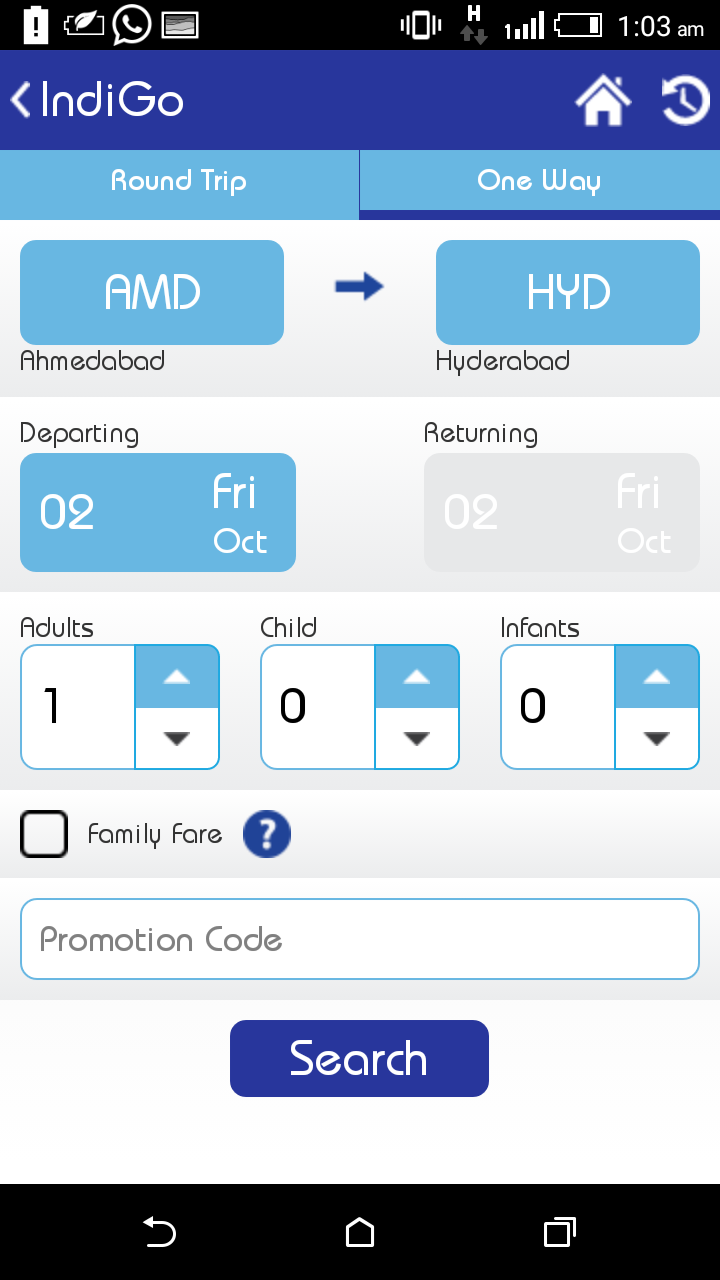 H
1:03 am
IndiGo
Round Trip
One Way
AMD
HYD
Ahmedabad
Hyderabad
Departing
Returning
02 Fri Oct
02 Fri Oct
Adults
Child
Infants
1
0
0
Family Fare ?
Promotion Code
Search